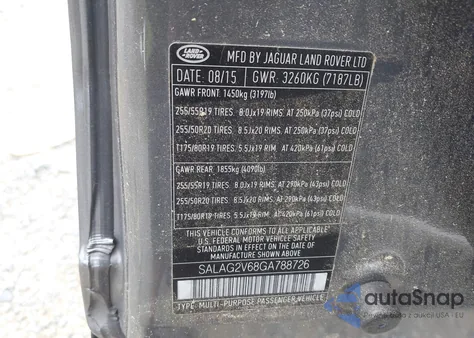 LAND-ROVER
MFD BY JAGUAR LAND ROVER LTD
DATE: 08/15 GWR: 3260KG (7187LB)
GAWR FRONT: 1450kg (3197lb)
255/55R19 TIRES 8.0Jx19 RIMS. AT 250kPa (37psi) COLD
255/50R20 TIRES 8.5Jx20 RIMS. AT 250kPa (37psi) COLD
T175/80R19 TIRES 5.5Jx19 RIM. AT 420kPa (61psi) COLD
GAWR REAR: 1855kg (4090lb)
255/55R19 TIRES 8.0Jx19 RIMS. AT 290kPa (43psi) COLD
255/50R20 TIRES. 8.5Jx20 RIMS. AT 290kPa (43psi) COLD
T175/80R19 TIRES 5.5Jx19 RIM. AT 420kPa (61psi) COLD
THIS VEHICLE CONFORMS TO ALL APPLICABLE
U.S. FEDERAL MOTOR VEHICLE SAFETY
STANDARDS IN EFFECT ON THE DATE OF
MANUFACTURE SHOWN ABOVE
SALAG2V68GA788726
TYPE: MULTI-PURPOSE PASSENGER VEHICLE
autoSnap